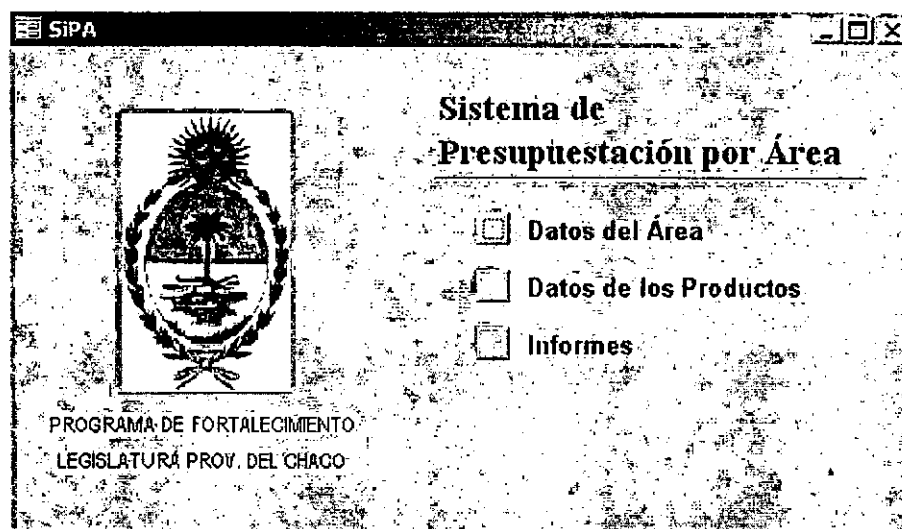 SiPA
Sistema de
Presupuestación por Área
Datos del Área
Datos de los Productos
Informes
PROGRAMA DE FORTALECIMIENTO
LEGISLATURA PROV. DEL CHACO